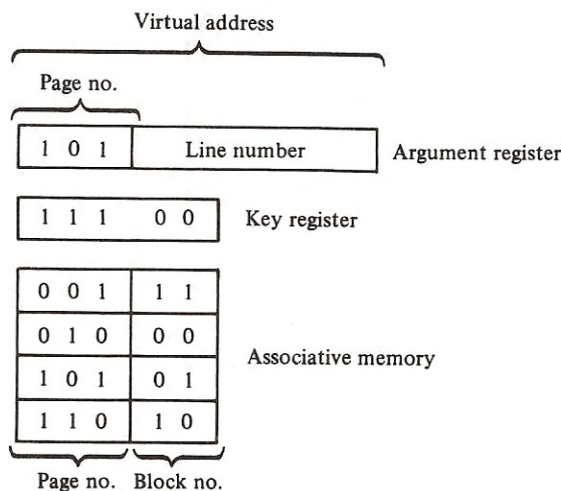 Virtual address
Page no.
1 0 1 Line number Argument register
1 1 1 0 0 Key register
0 0 1 1 1
0 1 0 0 0
Associative memory
1 0 1 0 1
1 1 0 1 0
Page no. Block no.